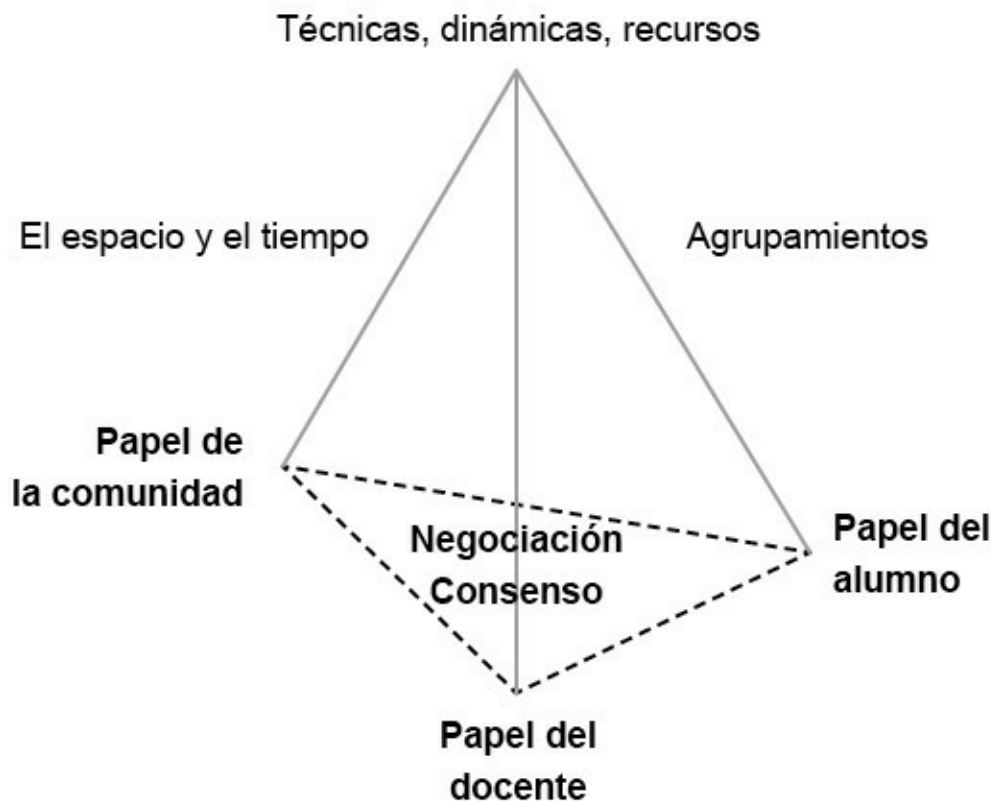 Técnicas, dinámicas, recursos
El espacio y el tiempo
Agrupamientos
Papel de
la comunidad
Negociación
Consenso
Papel del
alumno
Papel del
docente